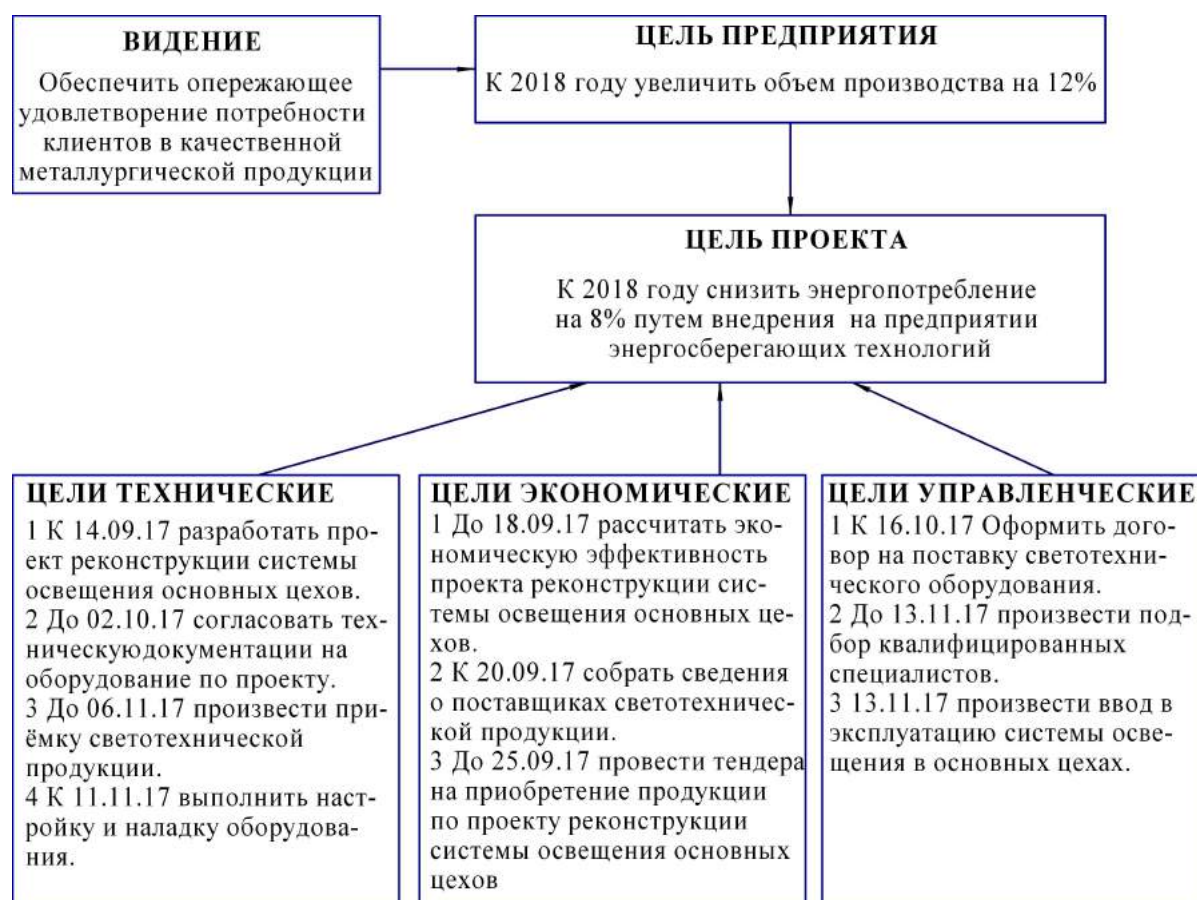 ВИДЕНИЕ
Обеспечить опережающее
удовлетворение потребности
клиентов в качественной
металлургической продукции
ЦЕЛЬ ПРЕДПРИЯТИЯ
К 2018 году увеличить объем производства на 12%
ЦЕЛЬ ПРОЕКТА
К 2018 году снизить энергопотребление
на 8% путем внедрения на предприятии
энергосберегающих технологий
ЦЕЛИ ТЕХНИЧЕСКИЕ
1 К 14.09.17 разработать про-
ект реконструкции системы
освещения основных цехов.
2 До 02.10.17 согласовать тех-
ническуюдокументации на
оборудование по проекту.
3 До 06.11.17 произвести при-
ёмку светотехнической
продукции.
4 К 11.11.17 выполнить наст-
ройку и наладку оборудова-
ния.
ЦЕЛИ ЭКОНОМИЧЕСКИЕ
1 До 18.09.17 рассчитать эко-
номическую эффективность
проекта реконструкции сис-
темы освещения основных це-
хов.
2 К 20.09.17 собрать сведения
о поставщиках светотехничес-
кой продукции.
3 До 25.09.17 провести тендера
на приобретение продукции
по проекту реконструкции
системы освещения основных
цехов
ЦЕЛИ УПРАВЛЕНЧЕСКИЕ
1 К 16.10.17 Оформить дого-
вор на поставку светотехни-
ческого оборудования.
2 До 13.11.17 произвести под-
бор квалифицированных
специалистов.
3 13.11.17 произвести ввод в
эксплуатацию системы осве-
щения в основных цехах.